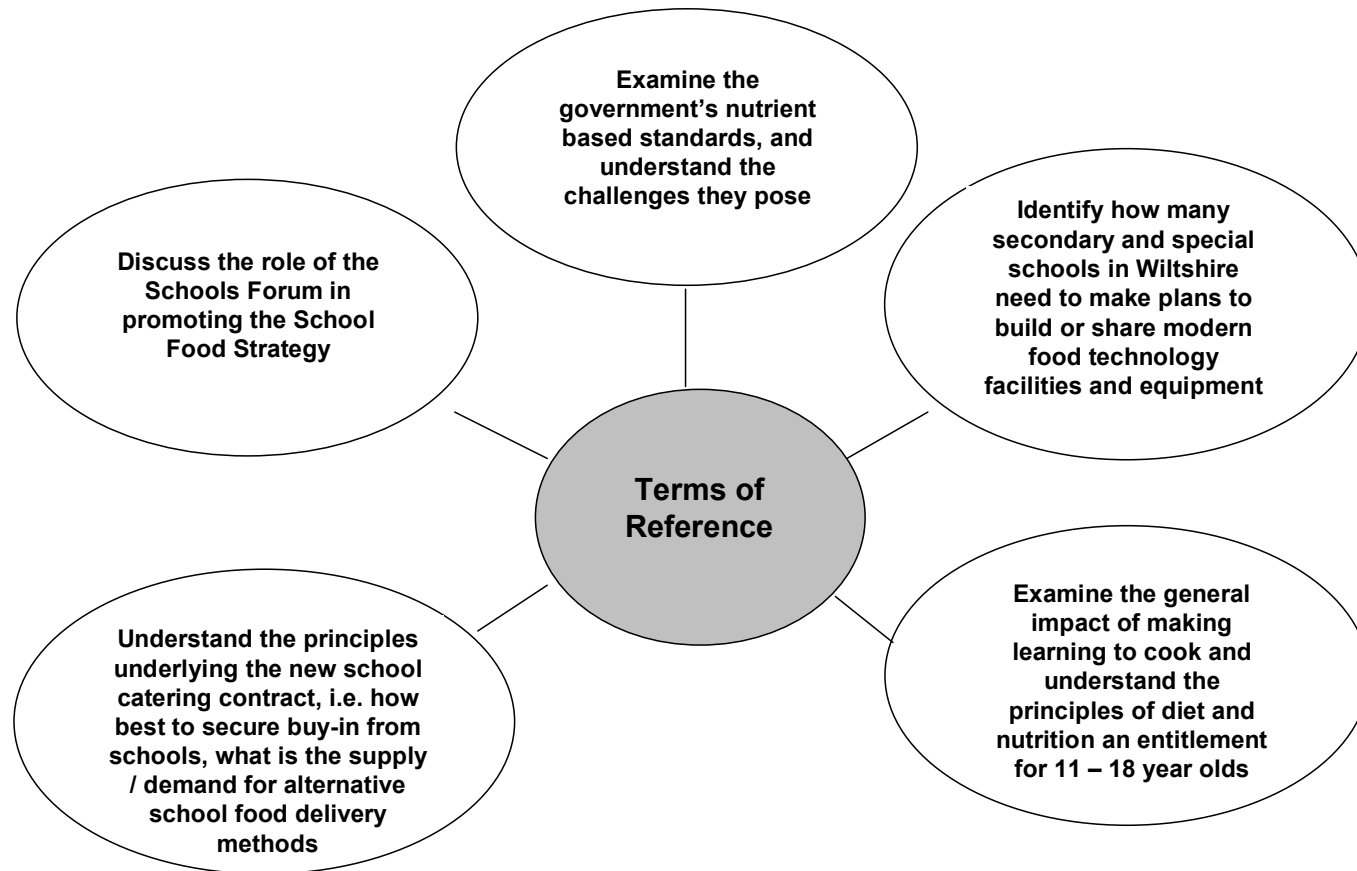 Examine the
government’s nutrient
based standards, and
understand the
challenges they pose
Identify how many
secondary and special
schools in Wiltshire
need to make plans to
build or share modern
food technology
facilities and equipment
Discuss the role of the
Schools Forum in
promoting the School
Food Strategy
Terms of
Reference
Examine the general
impact of making
learning to cook and
understand the
principles of diet and
nutrition an entitlement
for 11 – 18 year olds
Understand the principles
underlying the new school
catering contract, i.e. how
best to secure buy-in from
schools, what is the supply
/ demand for alternative
school food delivery
methods